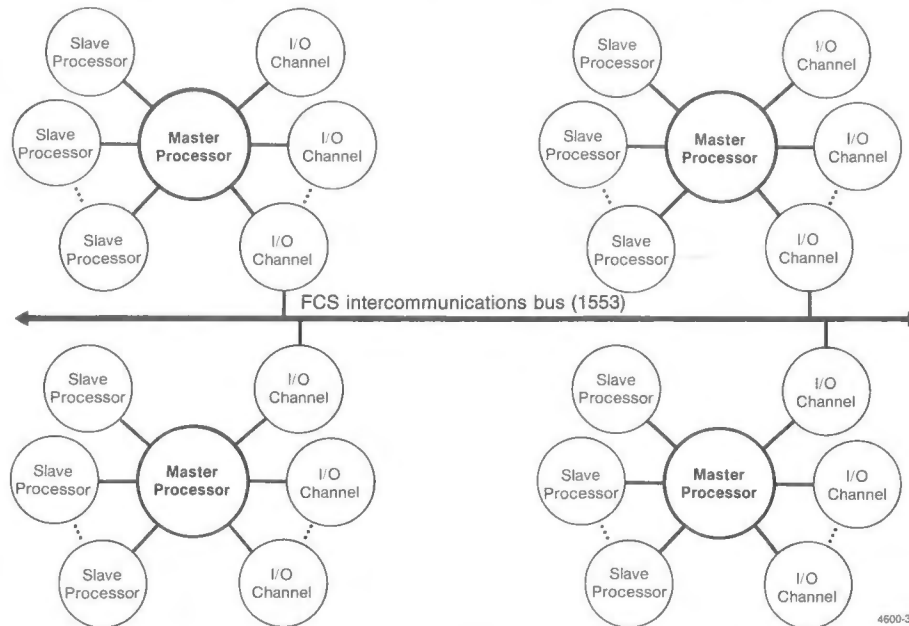 Slave
Processor
I/O
Channel
Slave
Processor
Master
Processor
I/O
Channel
Slave
Processor
I/O
Channel
Slave
Processor
I/O
Channel
Slave
Processor
Master
Processor
I/O
Channel
Slave
Processor
I/O
Channel
FCS intercommunications bus (1553)
Slave
Processor
I/O
Channel
Slave
Processor
Master
Processor
I/O
Channel
Slave
Processor
I/O
Channel
Slave
Processor
I/O
Channel
Slave
Processor
Master
Processor
I/O
Channel
Slave
Processor
I/O
Channel
4600-3